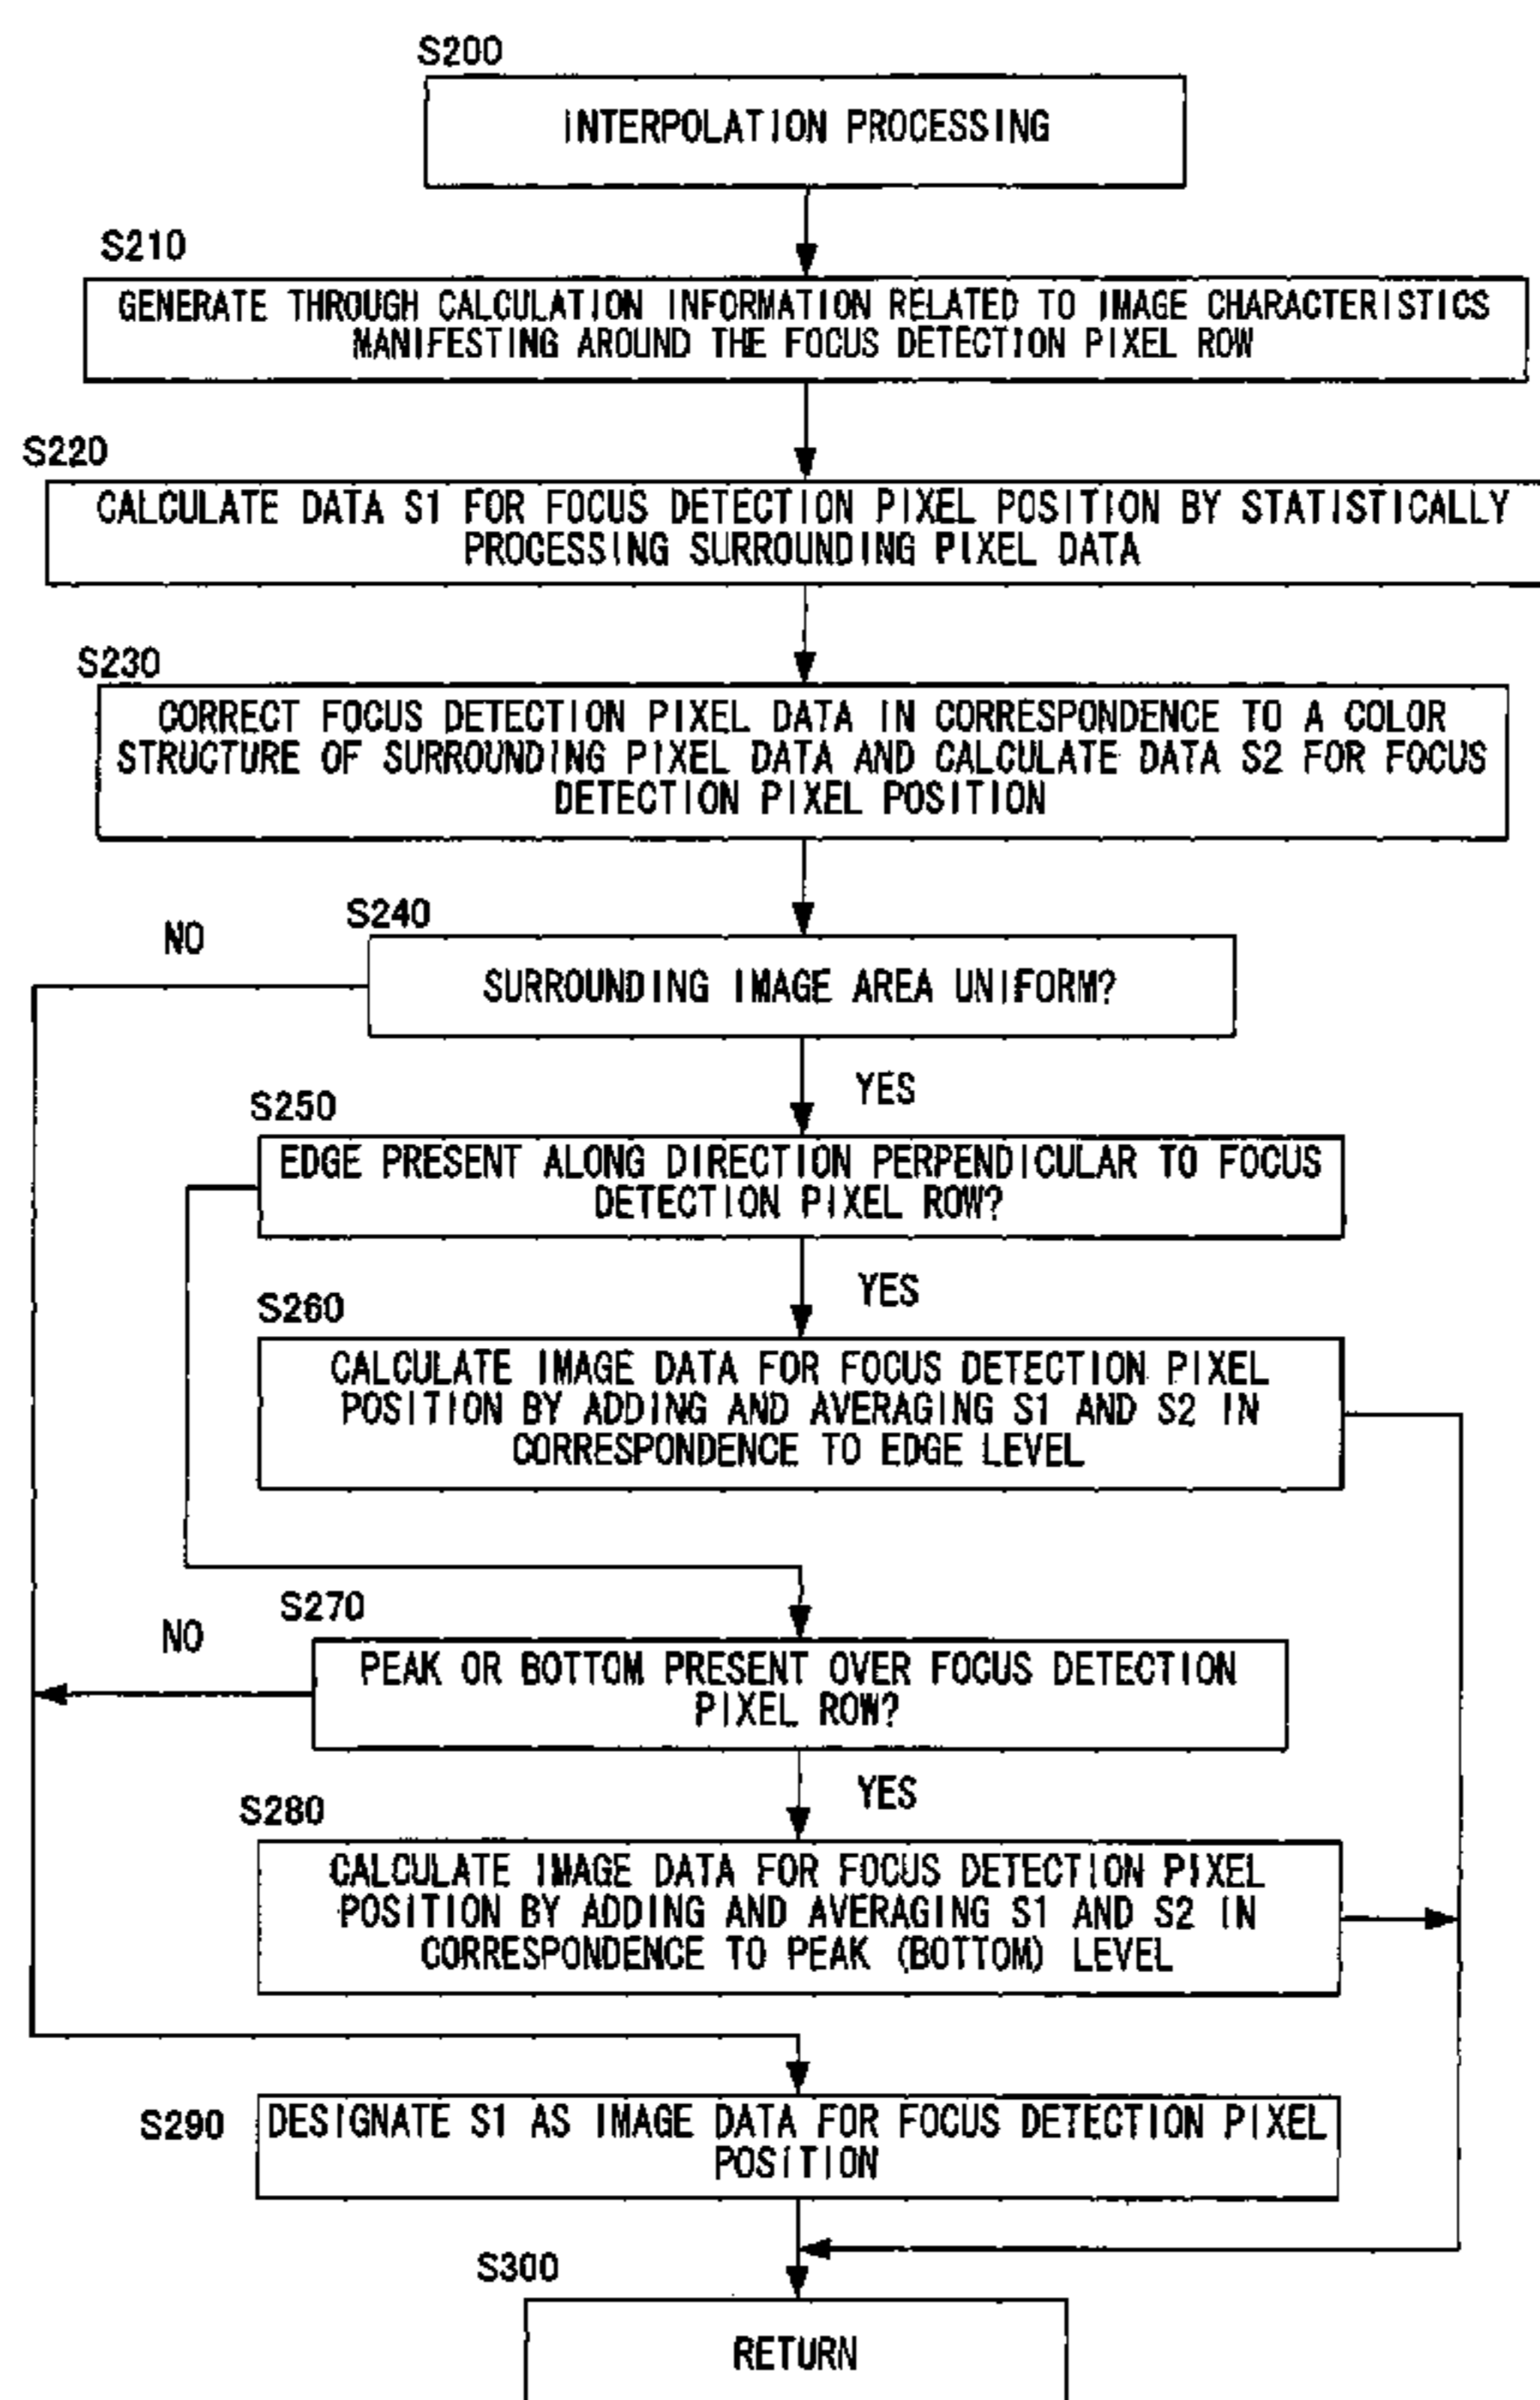 S200
INTERPOLATION PROCESSING
S210
GENERATE THROUGH CALCULATION INFORMATION RELATED TO IMAGE CHARACTERISTICS
MANIFESTING AROUND THE FOCUS DETECTION PIXEL ROW
S220
CALCULATE DATA S1 FOR FOCUS DETECTION PIXEL POSITION BY STATISTICALLY
PROCESSING SURROUNDING PIXEL DATA
S230
CORRECT FOCUS DETECTION PIXEL DATA IN CORRESPONDENCE TO A COLOR
STRUCTURE OF SURROUNDING PIXEL DATA AND CALCULATE DATA S2 FOR FOCUS
DETECTION PIXEL POSITION
S240
NO
SURROUNDING IMAGE AREA UNIFORM?
YES
S250
EDGE PRESENT ALONG DIRECTION PERPENDICULAR TO FOCUS
DETECTION PIXEL ROW?
YES
S260
CALCULATE IMAGE DATA FOR FOCUS DETECTION PIXEL
POSITION BY ADDING AND AVERAGING S1 AND S2 IN
CORRESPONDENCE TO EDGE LEVEL
S270
NO
PEAK OR BOTTOM PRESENT OVER FOCUS DETECTION
PIXEL ROW?
YES
S280
CALCULATE IMAGE DATA FOR FOCUS DETECTION PIXEL
POSITION BY ADDING AND AVERAGING S1 AND S2 IN
CORRESPONDENCE TO PEAK (BOTTOM) LEVEL
S290
DESIGNATE S1 AS IMAGE DATA FOR FOCUS DETECTION PIXEL
POSITION
S300
RETURN